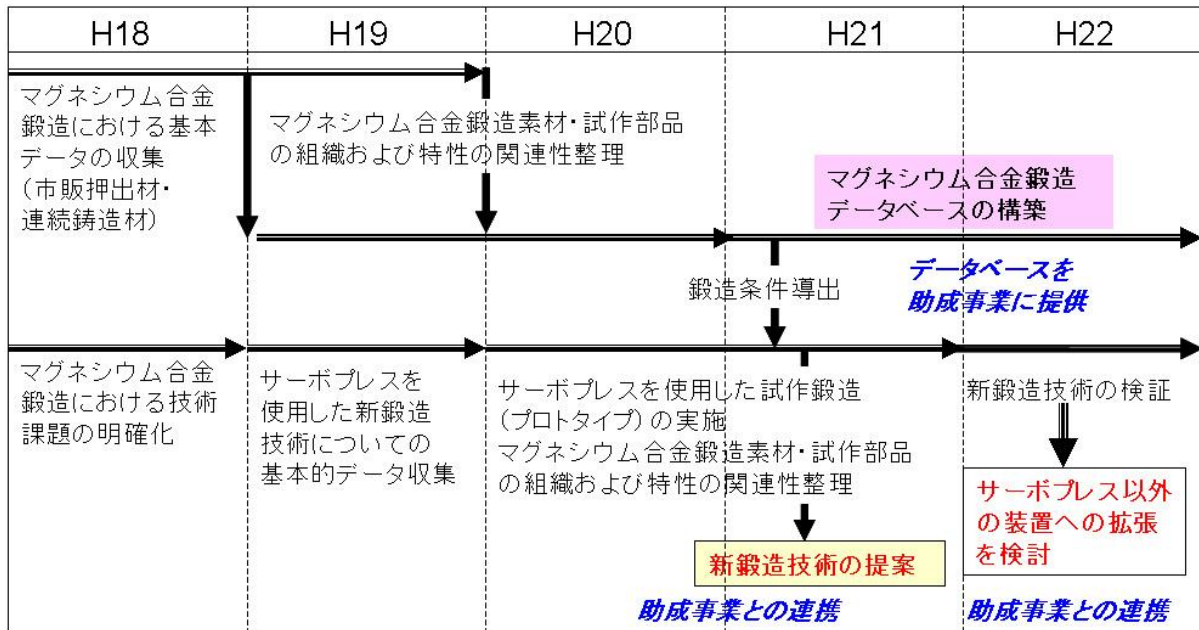 H18 H19 H20 H21 H22
マグネシウム合金
鍛造における基本
データの収集
（市販押出材・
連続鋳造材）
マグネシウム合金鍛造素材・試作部品
の組織および特性の関連性整理
マグネシウム合金鍛造
データベースの構築
データベースを
助成事業に提供
鍛造条件導出
マグネシウム合金
鍛造における技術
課題の明確化
サーボプレスを
使用した新鍛造
技術についての
基本的データ収集
サーボプレスを使用した試作鍛造
（プロトタイプ）の実施
マグネシウム合金鍛造素材・試作部品
の組織および特性の関連性整理
新鍛造技術の検証
サーボプレス以外
の装置への拡張
を検討
新鍛造技術の提案
助成事業との連携
助成事業との連携